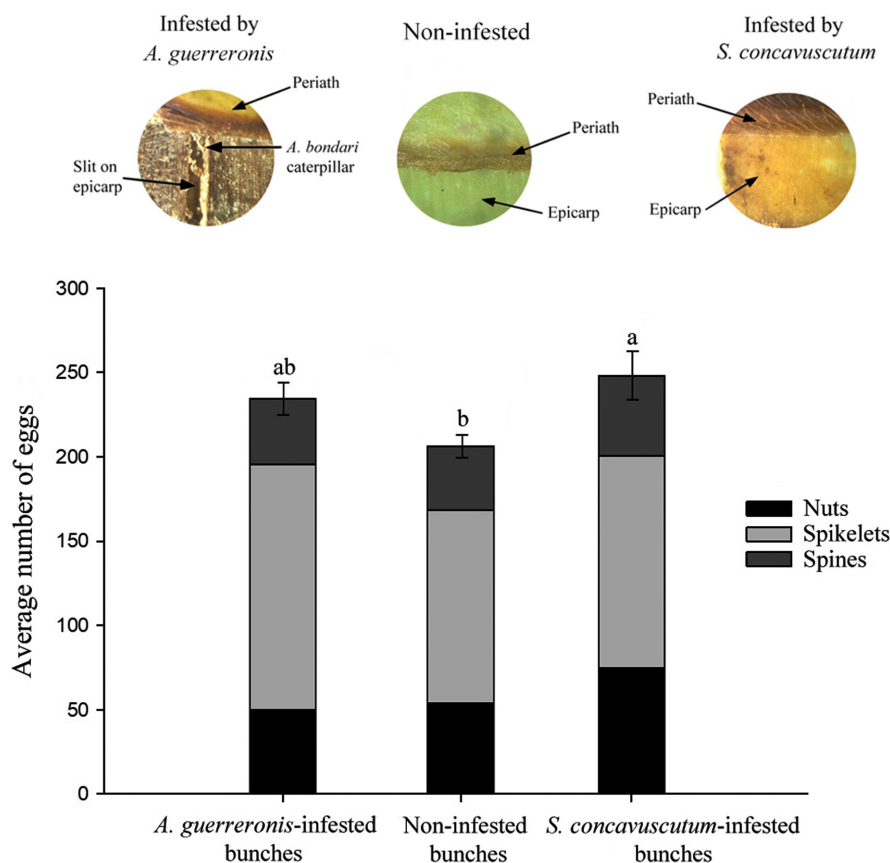 Infested by
A. guerreronis
Non-infested
Infested by
S. concavuscutum
Periath
A. bondari
caterpillar
Slit on
epicarp
Periath
Epicarp
Periath
Epicarp
300
250
200
150
100
50
0
Average number of eggs
ab
b
a
Nuts
Spikelets
Spines
A. guerreronis-infested
bunches
Non-infested
bunches
S. concavuscutum-infested
bunches